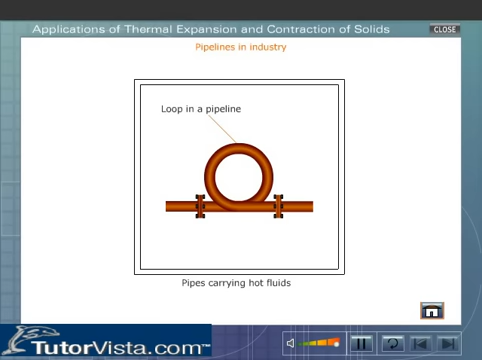 Applications of Thermal Expansion and Contraction of Solids
CLOSE
Pipelines in industry
Loop in a pipeline
Pipes carrying hot fluids
TutorVista.com™